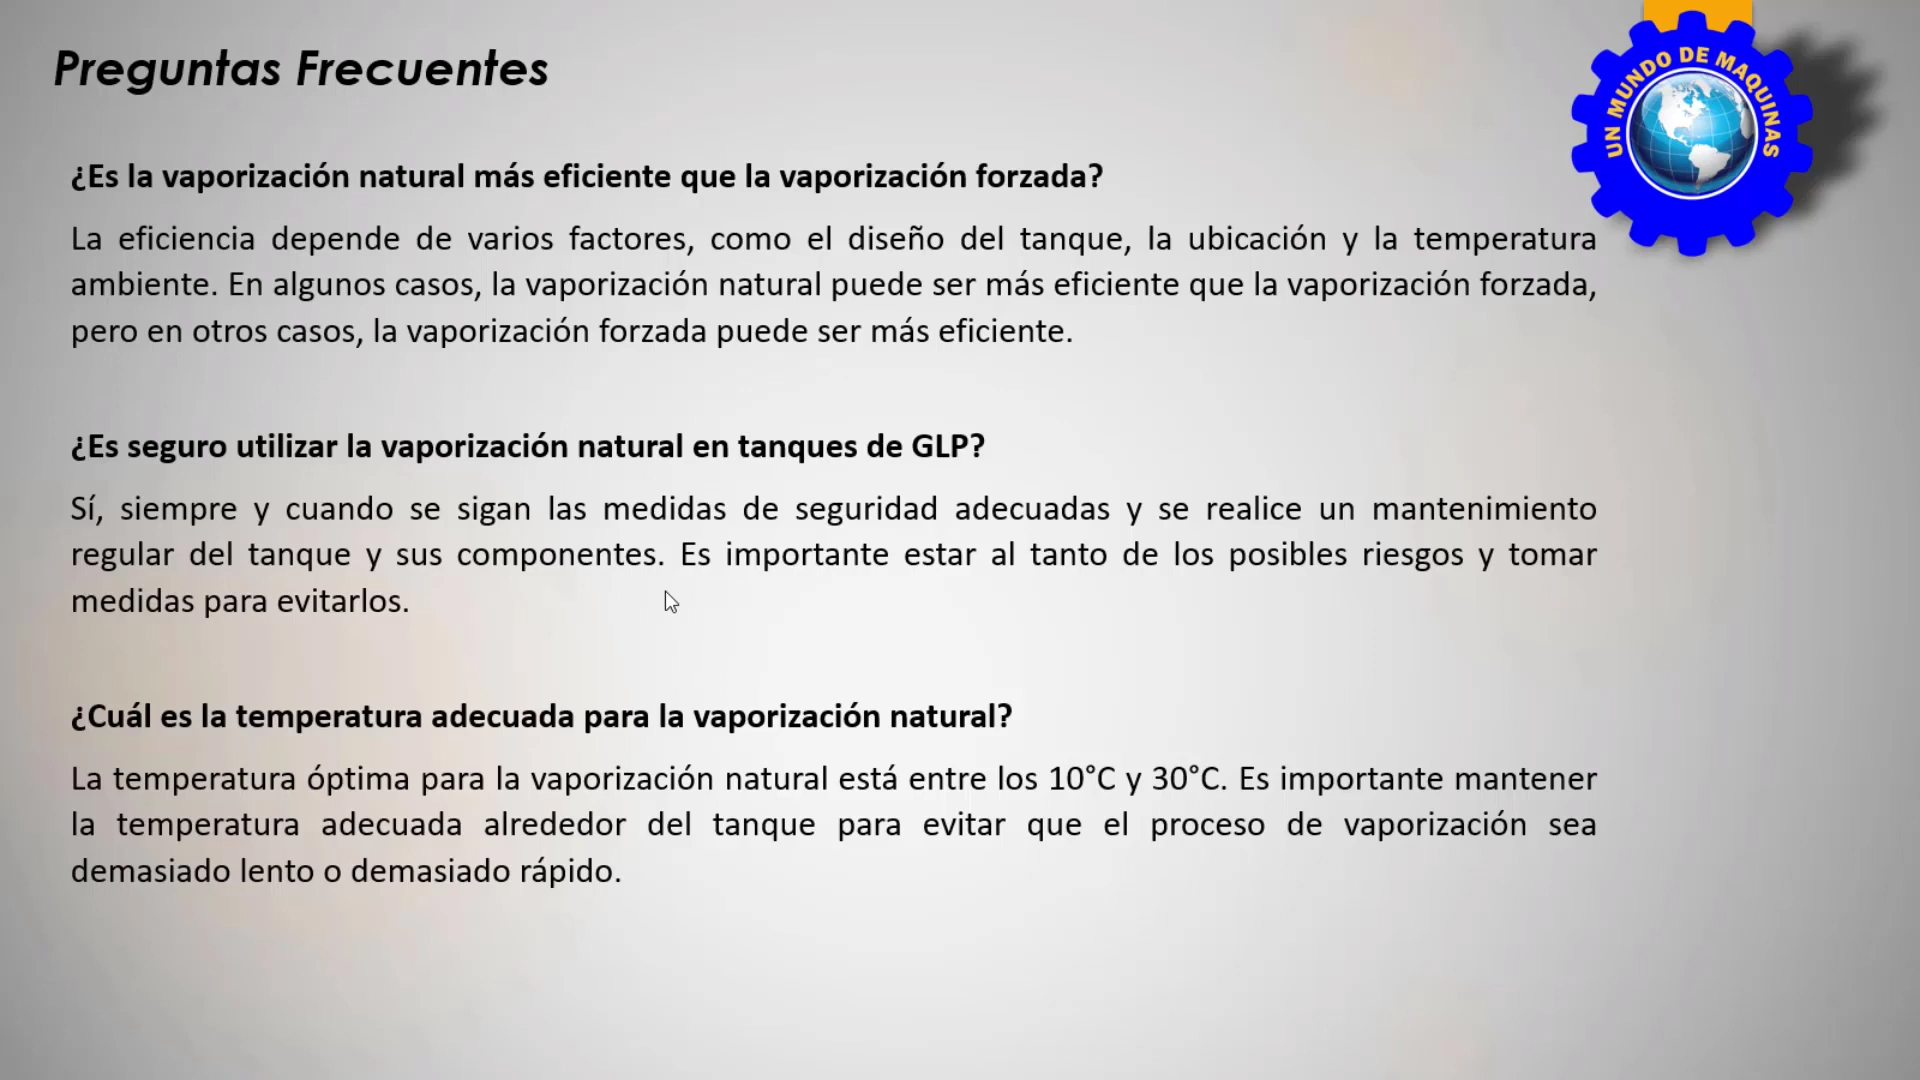 Preguntas Frecuentes
UN MUNDO DE MAQUINAS
¿Es la vaporización natural más eficiente que la vaporización forzada?
La eficiencia depende de varios factores, como el diseño del tanque, la ubicación y la temperatura
ambiente. En algunos casos, la vaporización natural puede ser más eficiente que la vaporización forzada,
pero en otros casos, la vaporización forzada puede ser más eficiente.
¿Es seguro utilizar la vaporización natural en tanques de GLP?
Sí, siempre y cuando se sigan las medidas de seguridad adecuadas y se realice un mantenimiento
regular del tanque y sus componentes. Es importante estar al tanto de los posibles riesgos y tomar
medidas para evitarlos.
¿Cuál es la temperatura adecuada para la vaporización natural?
La temperatura óptima para la vaporización natural está entre los 10°C y 30°C. Es importante mantener
la temperatura adecuada alrededor del tanque para evitar que el proceso de vaporización sea
demasiado lento o demasiado rápido.